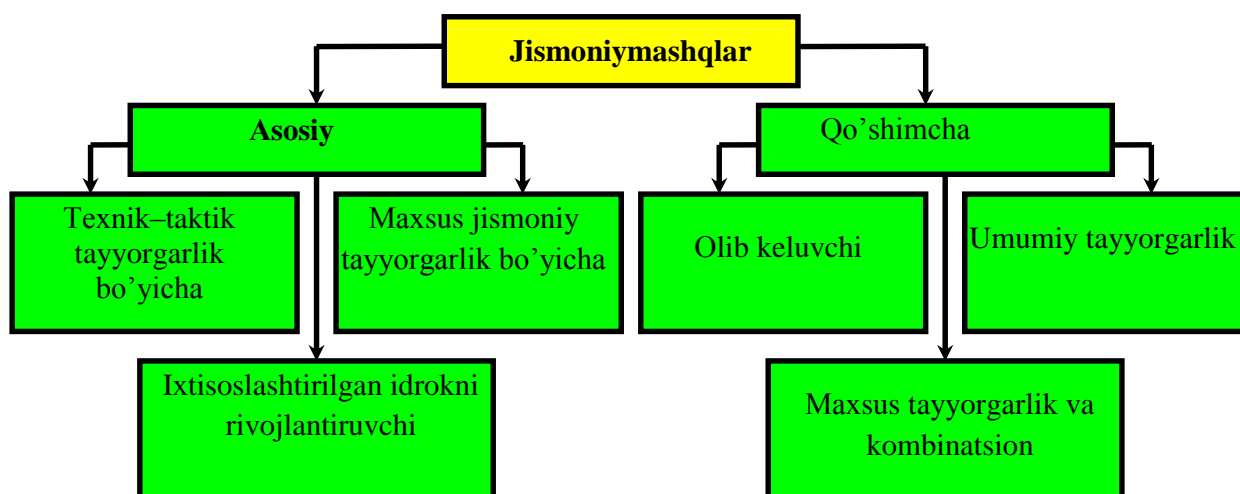 Jismoniymashqlar
Asosiy
Qo’shimcha
Texnik–taktik
tayyorgarlik
bo’yicha
Maxsus jismoniy
tayyorgarlik bo’yicha
Olib keluvchi
Umumiy tayyorgarlik
Ixtisoslashtirilgan idrokni
rivojlantiruvchi
Maxsus tayyorgarlik va
kombinatsion